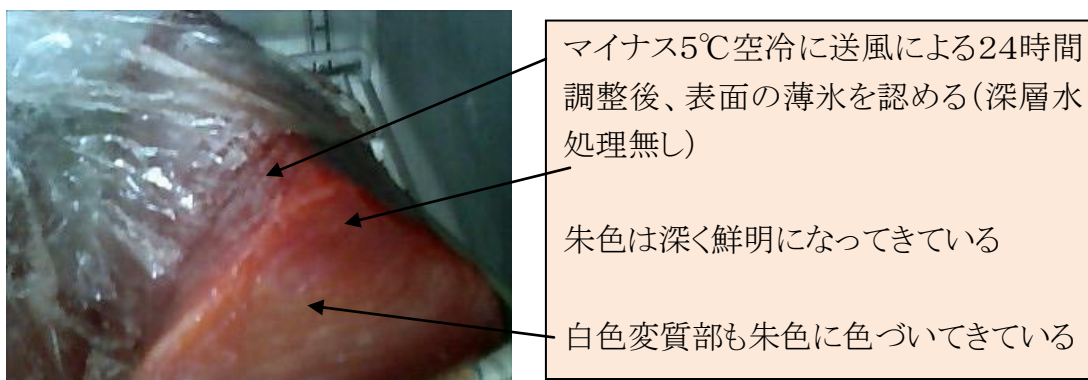 マイナス5℃空冷に送風による24時間
調整後、表面の薄氷を認める(深層水
処理無し)
朱色は深く鮮明になってきている
白色変質部も朱色に色づいてきている